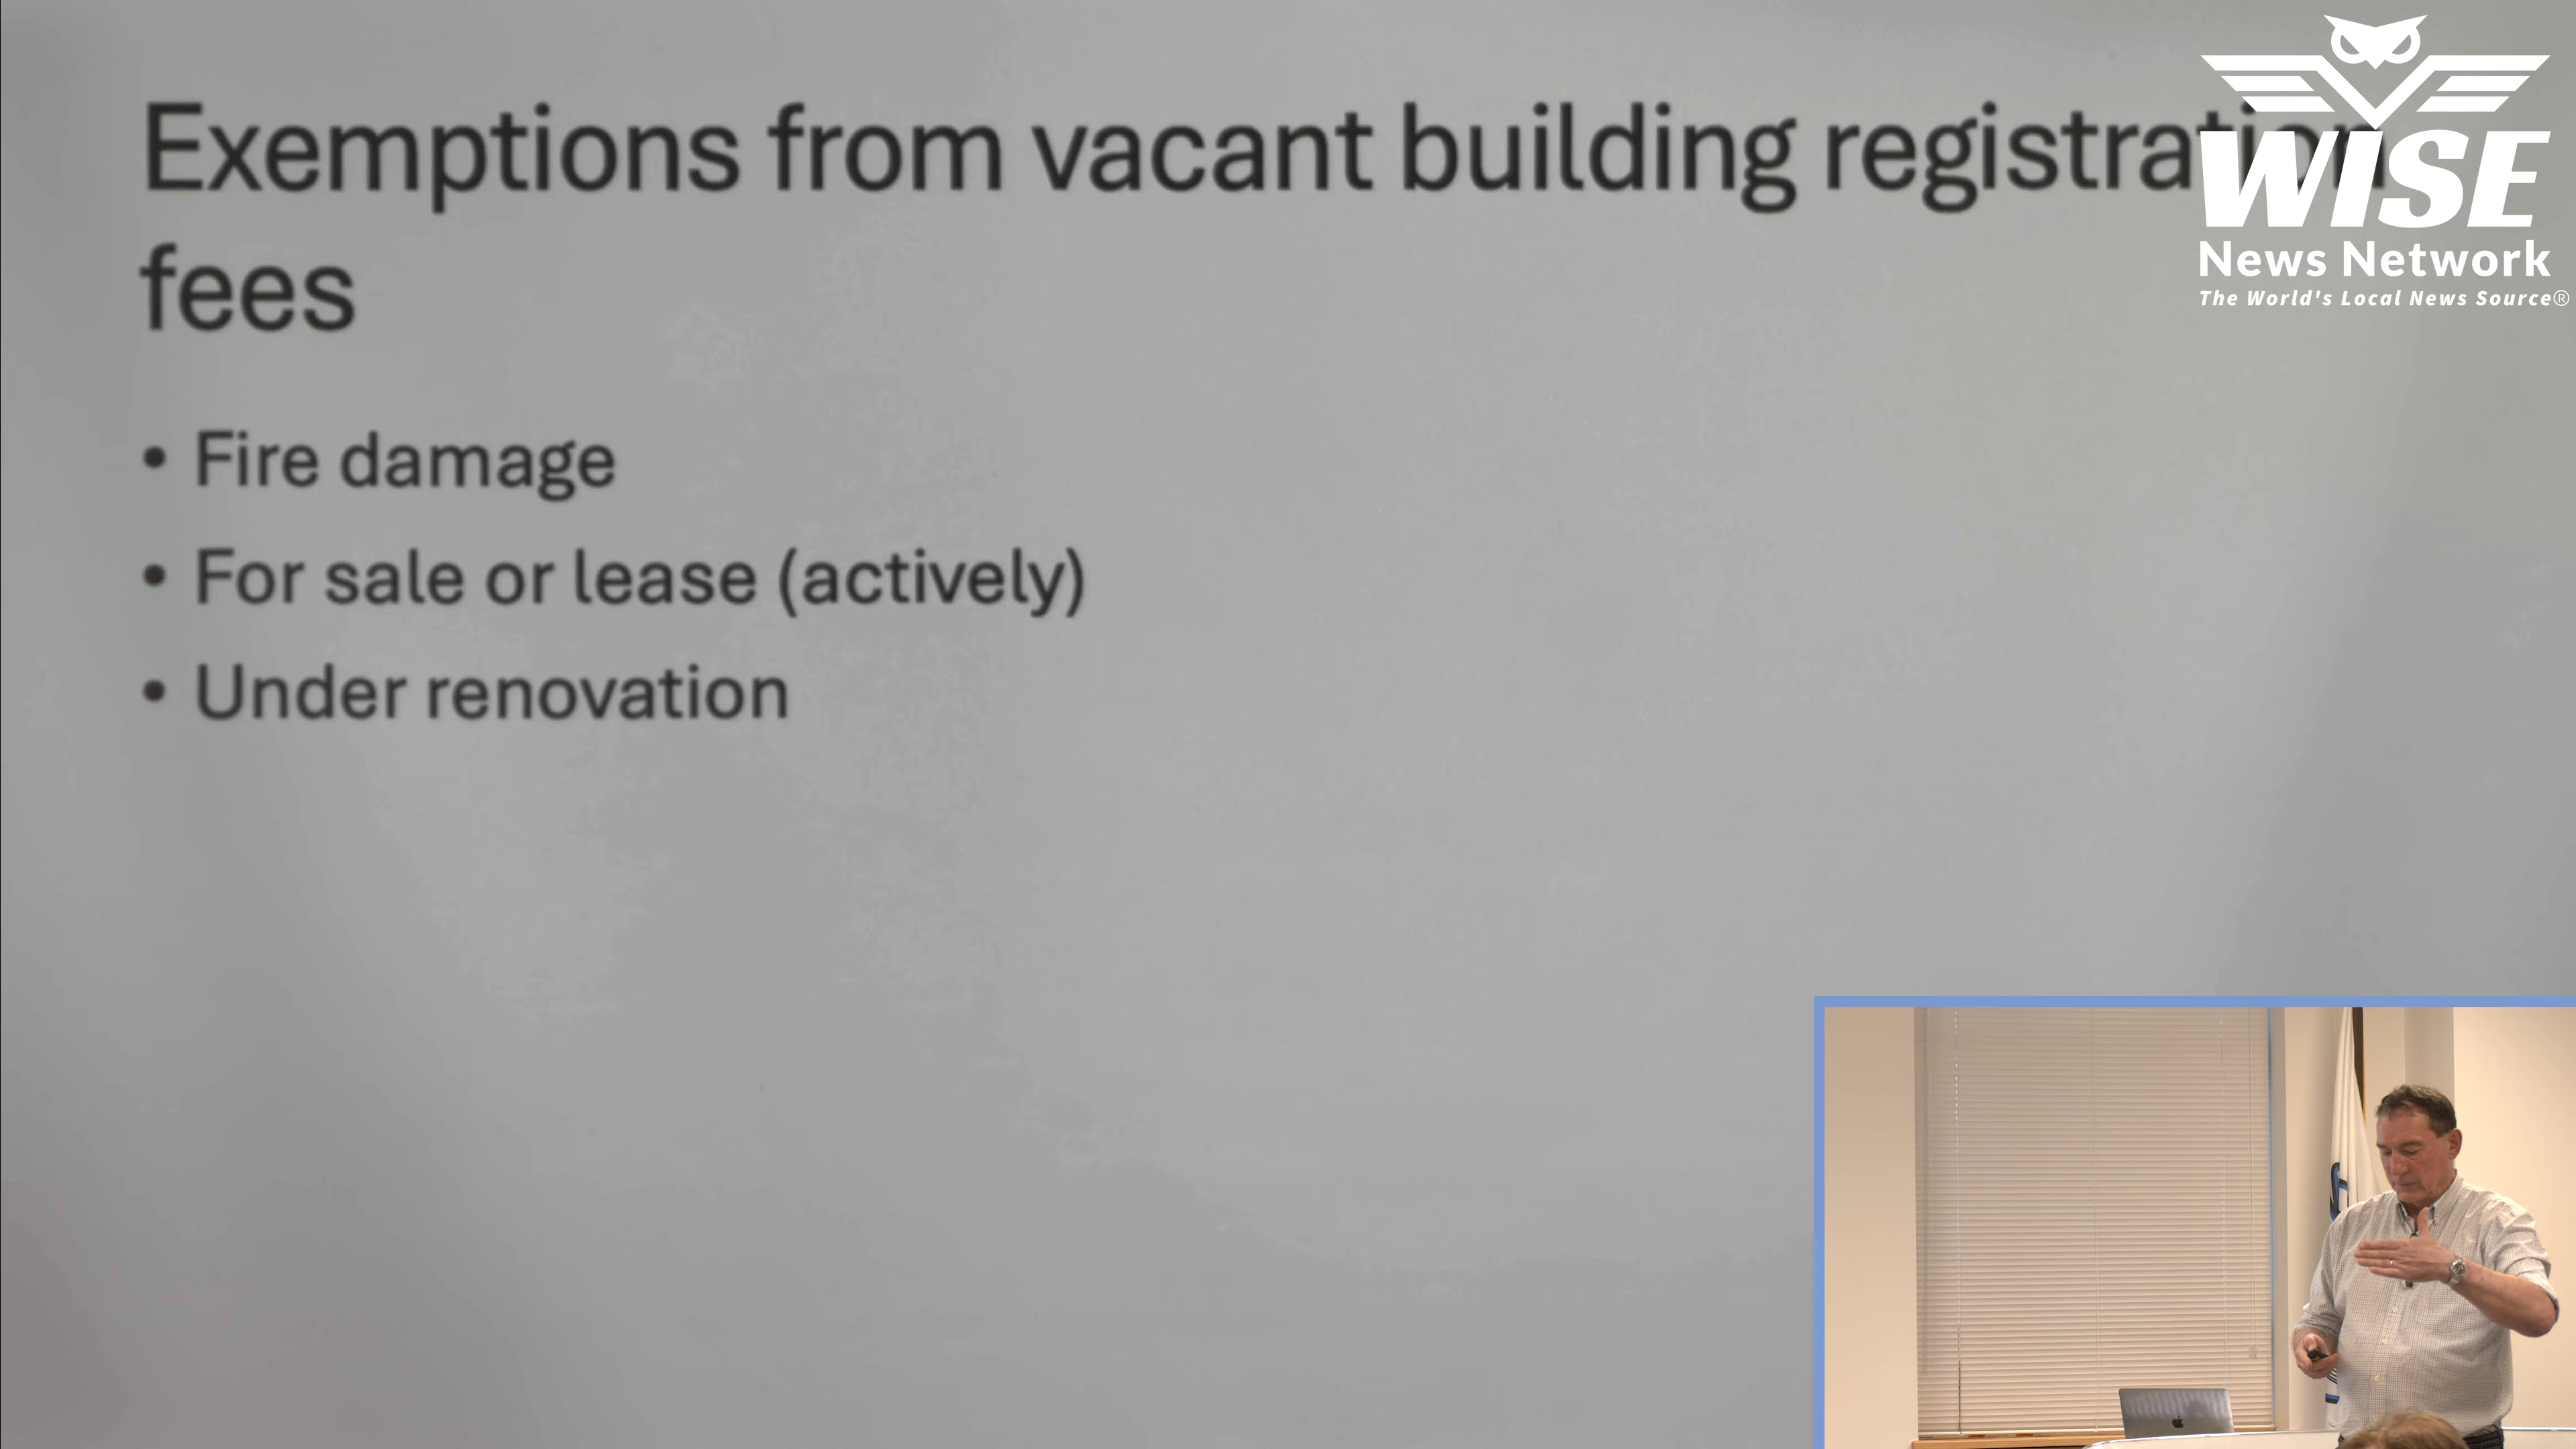 Exemptions from vacant building registration
fees
• Fire damage
• For sale or lease (actively)
• Under renovation
WISE
News Network
The World's Local News Source®